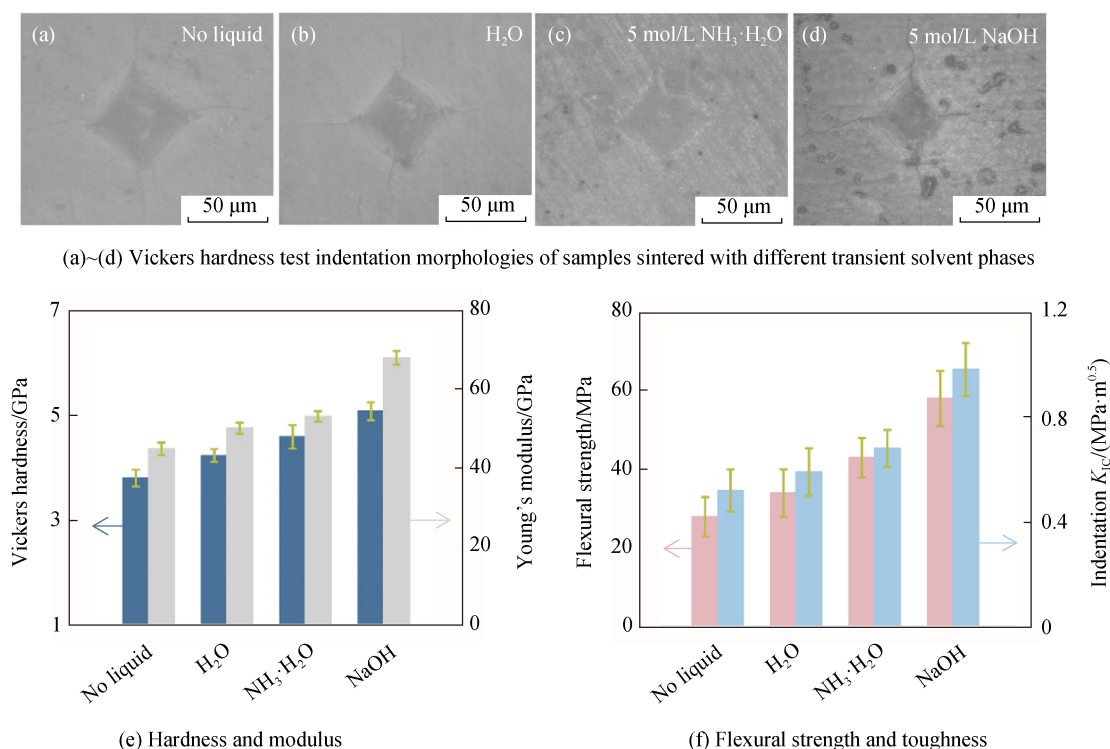 (a) No liquid
(b) H₂O
(c) 5 mol/L NH₃·H₂O
(d) 5 mol/L NaOH
50 μm
50 μm
50 μm
50 μm
(a)~(d) Vickers hardness test indentation morphologies of samples sintered with different transient solvent phases
Vickers hardness/GPa
7
5
3
1
80
60
40
20
0
Young's modulus/GPa
No liquid
H₂O
NH₃·H₂O
NaOH
(e) Hardness and modulus
Flexural strength/MPa
80
60
40
20
0
1.2
0.8
0.4
0
Indentation K_IC/(MPa·m^0.5)
No liquid
H₂O
NH₃·H₂O
NaOH
(f) Flexural strength and toughness